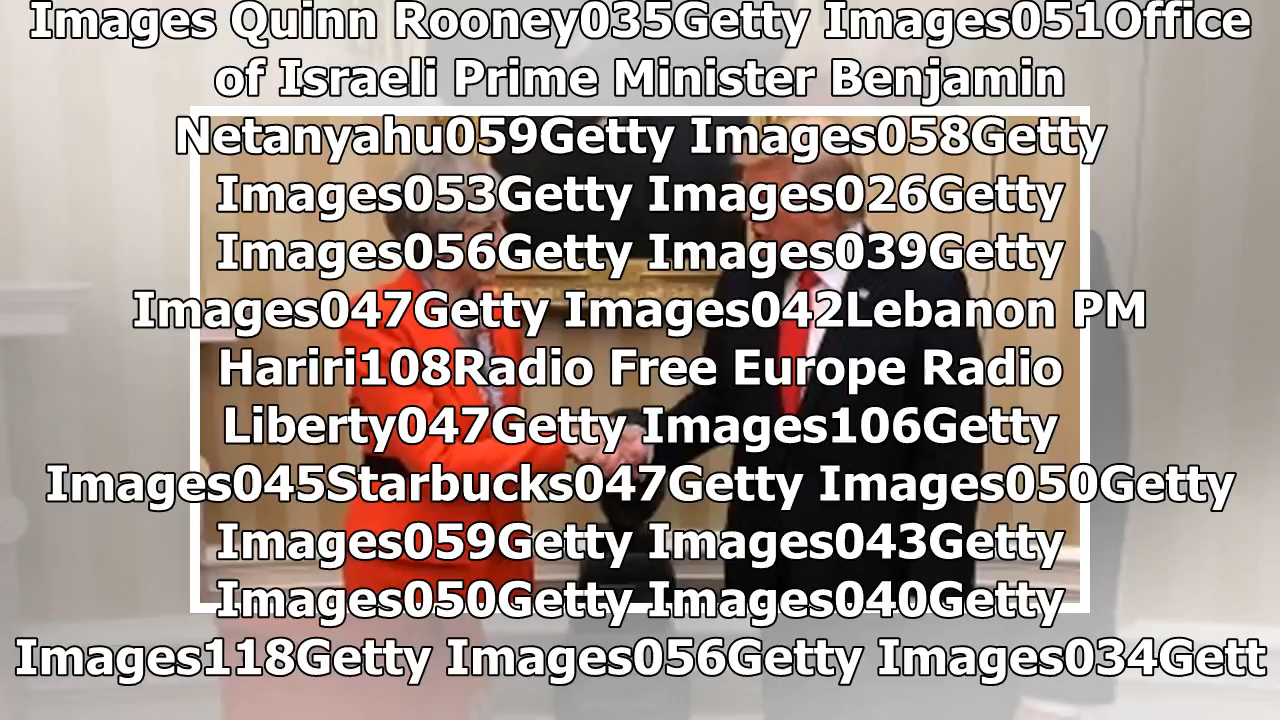 Images Quinn Rooney035Getty Images051Office
of Israeli Prime Minister Benjamin
Netanyahu059Getty Images058Getty
Images053Getty Images026Getty
Images056Getty Images039Getty
Images047Getty Images042Lebanon PM
Hariri108Radio Free Europe Radio
Liberty047Getty Images106Getty
Images045Starbucks047Getty Images050Getty
Images059Getty Images043Getty
Images050Getty Images040Getty
Images118Getty Images056Getty Images034Gett